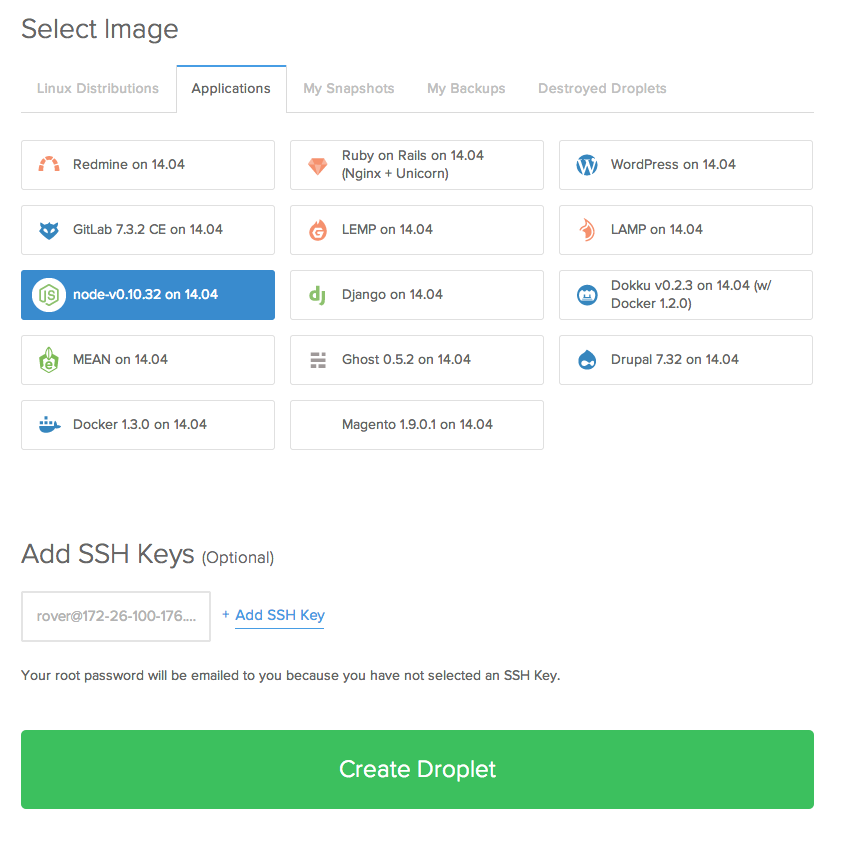 Select Image
Linux Distributions
Applications
My Snapshots
My Backups
Destroyed Droplets
Redmine on 14.04
Ruby on Rails on 14.04
(Nginx + Unicorn)
WordPress on 14.04
GitLab 7.3.2 CE on 14.04
LEMP on 14.04
LAMP on 14.04
JS
node-v0.10.32 on 14.04
dj
Django on 14.04
Dokku v0.2.3 on 14.04 (w/
Docker 1.2.0)
MEAN on 14.04
Ghost 0.5.2 on 14.04
Drupal 7.32 on 14.04
Docker 1.3.0 on 14.04
Magento 1.9.0.1 on 14.04
Add SSH Keys (Optional)
rover@172-26-100-176....
+ Add SSH Key
Your root password will be emailed to you because you have not selected an SSH Key.
Create Droplet